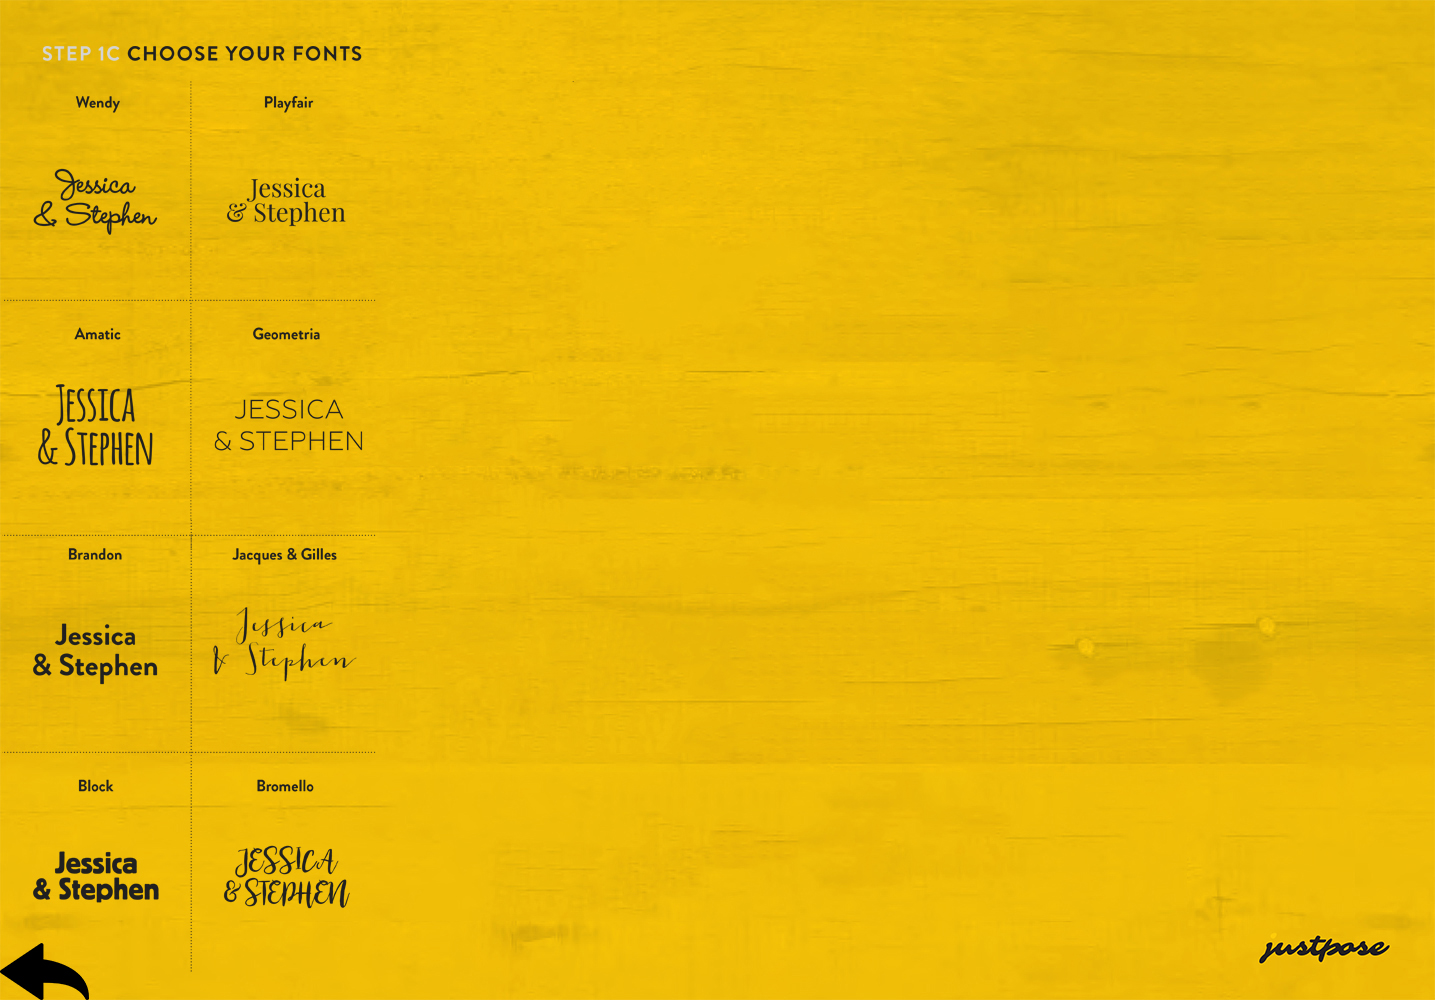 STEP 1C CHOOSE YOUR FONTS
Wendy
Jessica
& Stephen
Playfair
Jessica
& Stephen
Amatic
JESSICA
& STEPHEN
Geometria
JESSICA
& STEPHEN
Brandon
Jessica
& Stephen
Jacques & Gilles
Jessica
& Stephen
Block
Jessica
& Stephen
Bromello
JESSICA
& STEPHEN
justpose